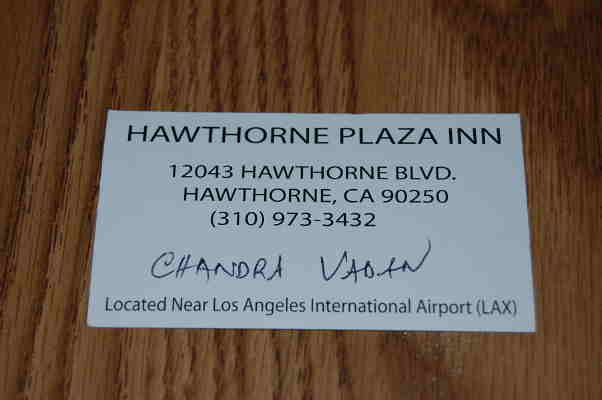 HAWTHORNE PLAZA INN
12043 HAWTHORNE BLVD.
HAWTHORNE, CA 90250
(310) 973-3432
CHANDRA VADAN
Located Near Los Angeles International Airport (LAX)